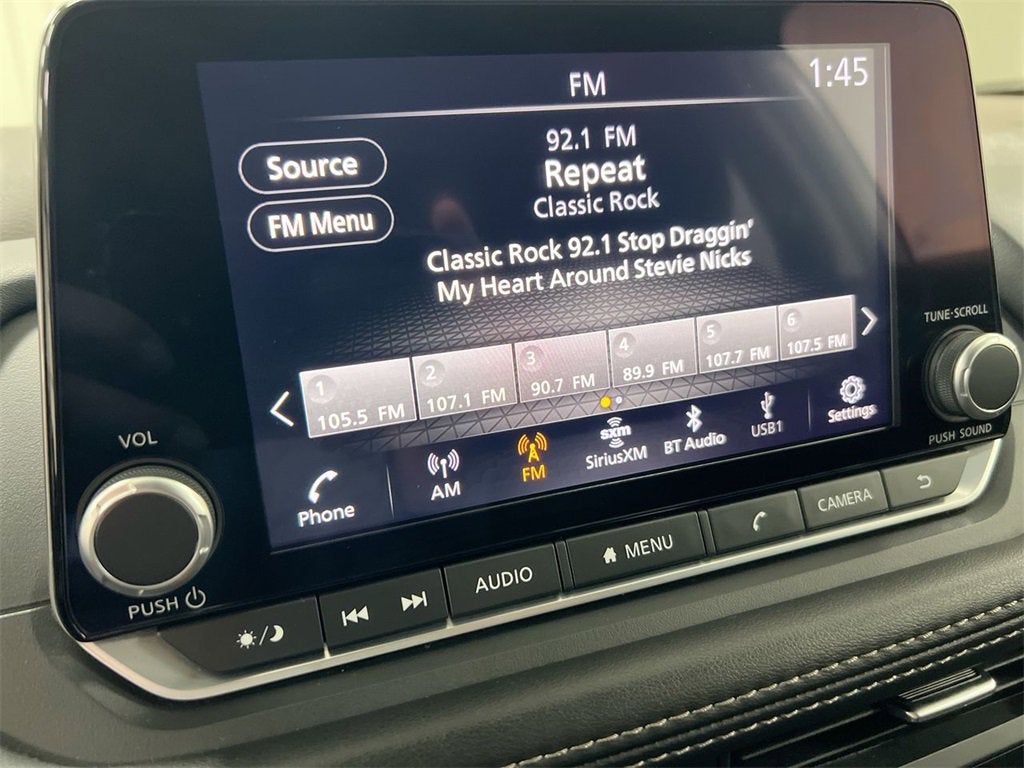 FM
1:45
92.1 FM
Repeat
Classic Rock
Source
FM Menu
Classic Rock 92.1 Stop Draggin'
My Heart Around Stevie Nicks
1
105.5 FM
2
107.1 FM
3
90.7 FM
4
89.9 FM
5
107.7 FM
6
107.5 FM
Phone
AM
FM
sxm
SiriusXM
BT Audio
USB1
Settings
TUNE·SCROLL
PUSH SOUND
VOL
PUSH
AUDIO
MENU
CAMERA